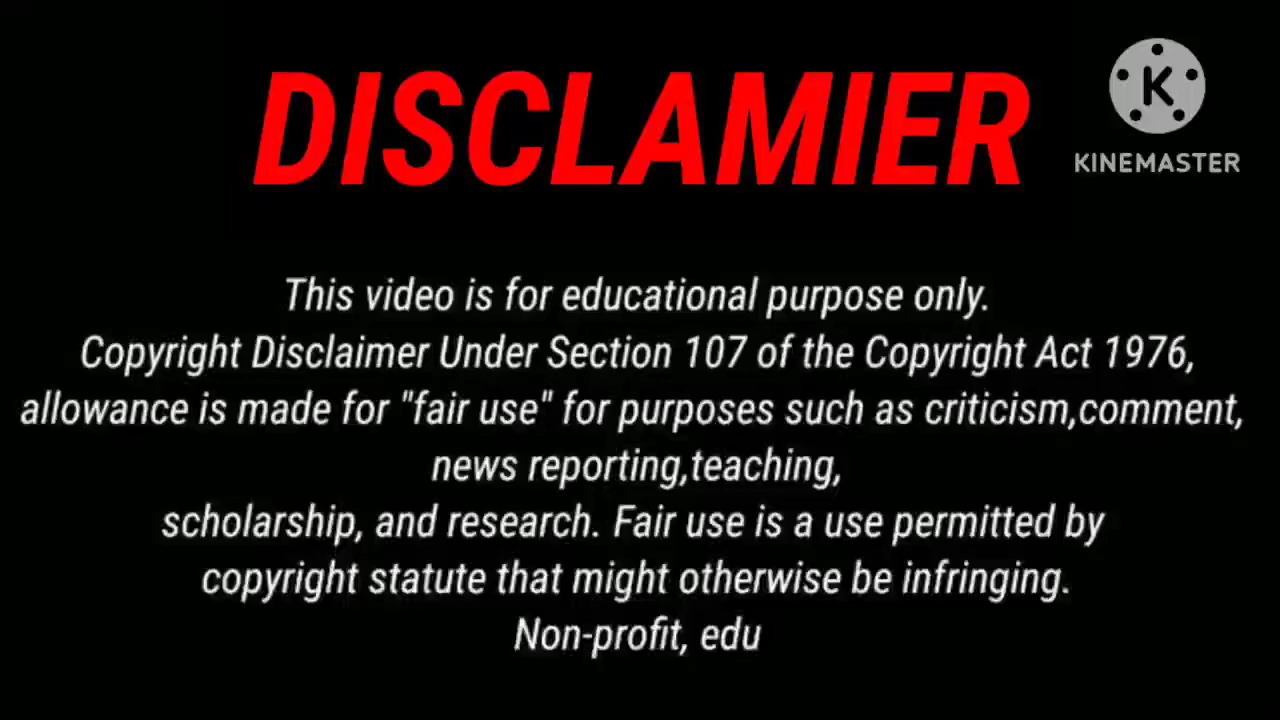 DISCLAMIER
K
KINEMASTER
This video is for educational purpose only.
Copyright Disclaimer Under Section 107 of the Copyright Act 1976,
allowance is made for "fair use" for purposes such as criticism,comment,
news reporting,teaching,
scholarship, and research. Fair use is a use permitted by
copyright statute that might otherwise be infringing.
Non-profit, edu